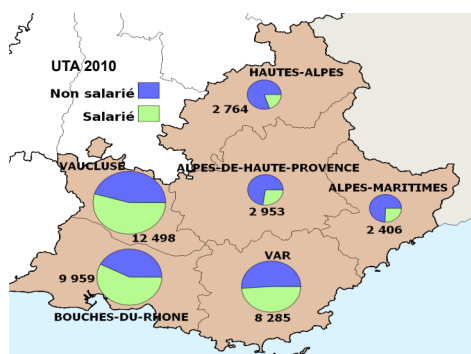 UTA 2010
Non salarié
Salarié
HAUTES-ALPES
2 764
VAUCLUSE
12 498
ALPES-DE-HAUTE-PROVENCE
2 953
ALPES-MARITIMES
2 406
9 959
BOUCHES-DU-RHONE
VAR
8 285